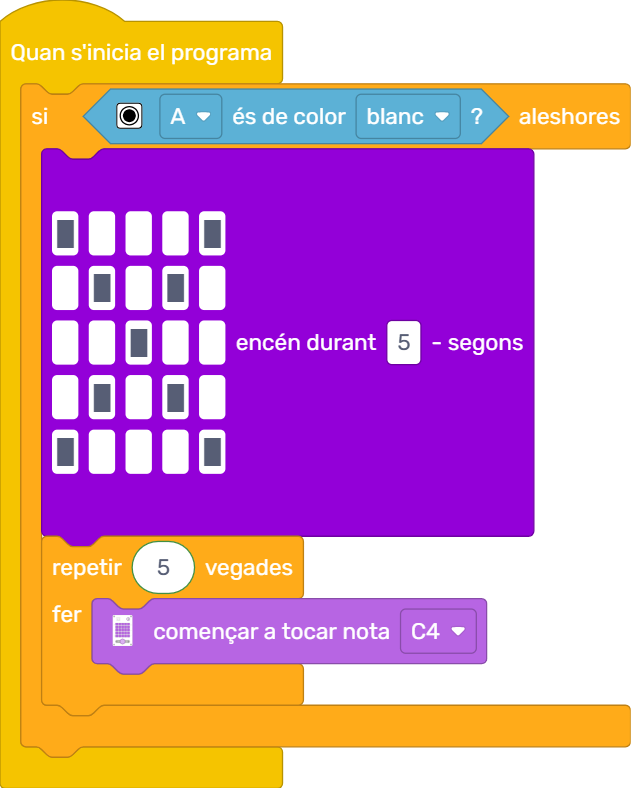 Quan s'inicia el programa
si A és de color blanc ? aleshores
encén durant 5 - segons
repetir 5 vegades
fer
començar a tocar nota C4